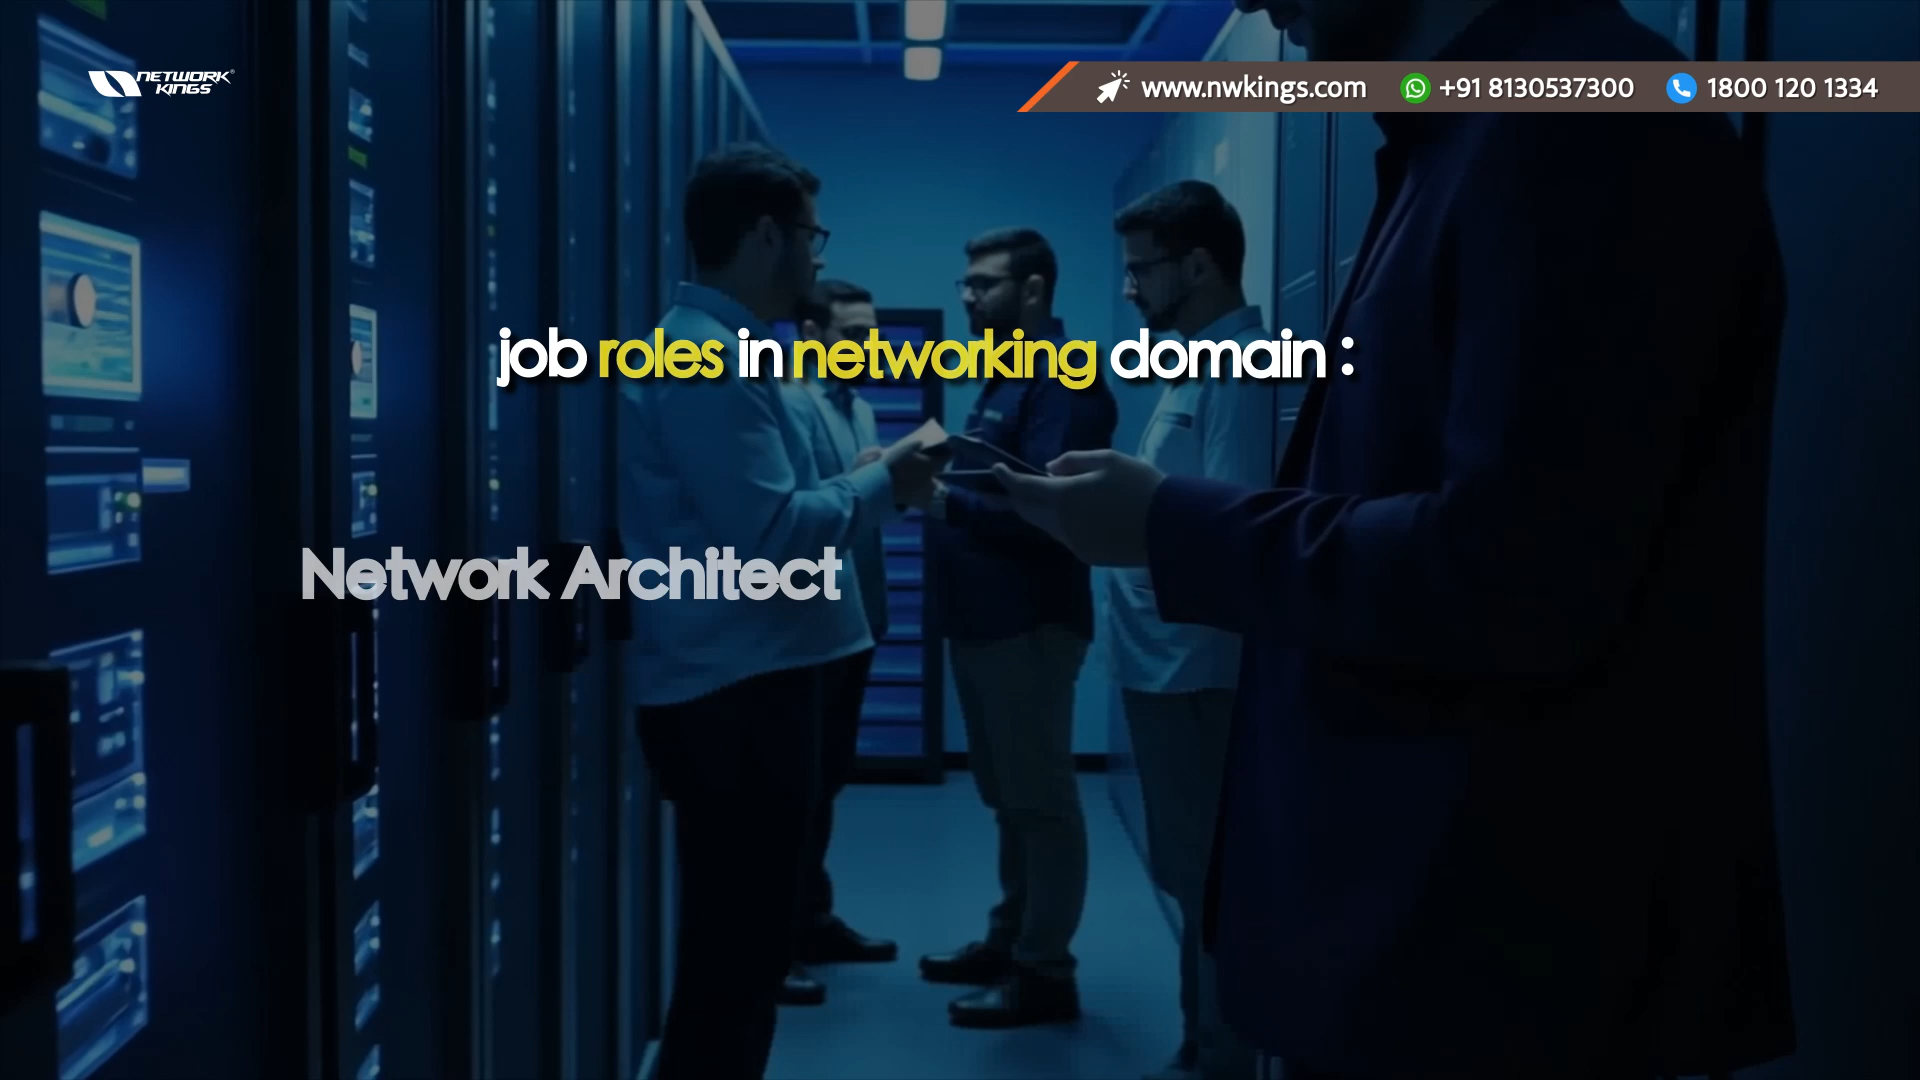 NETWORK
KINGS
www.nwkings.com +91 8130537300 1800 120 1334
job roles in networking domain :
Network Architect